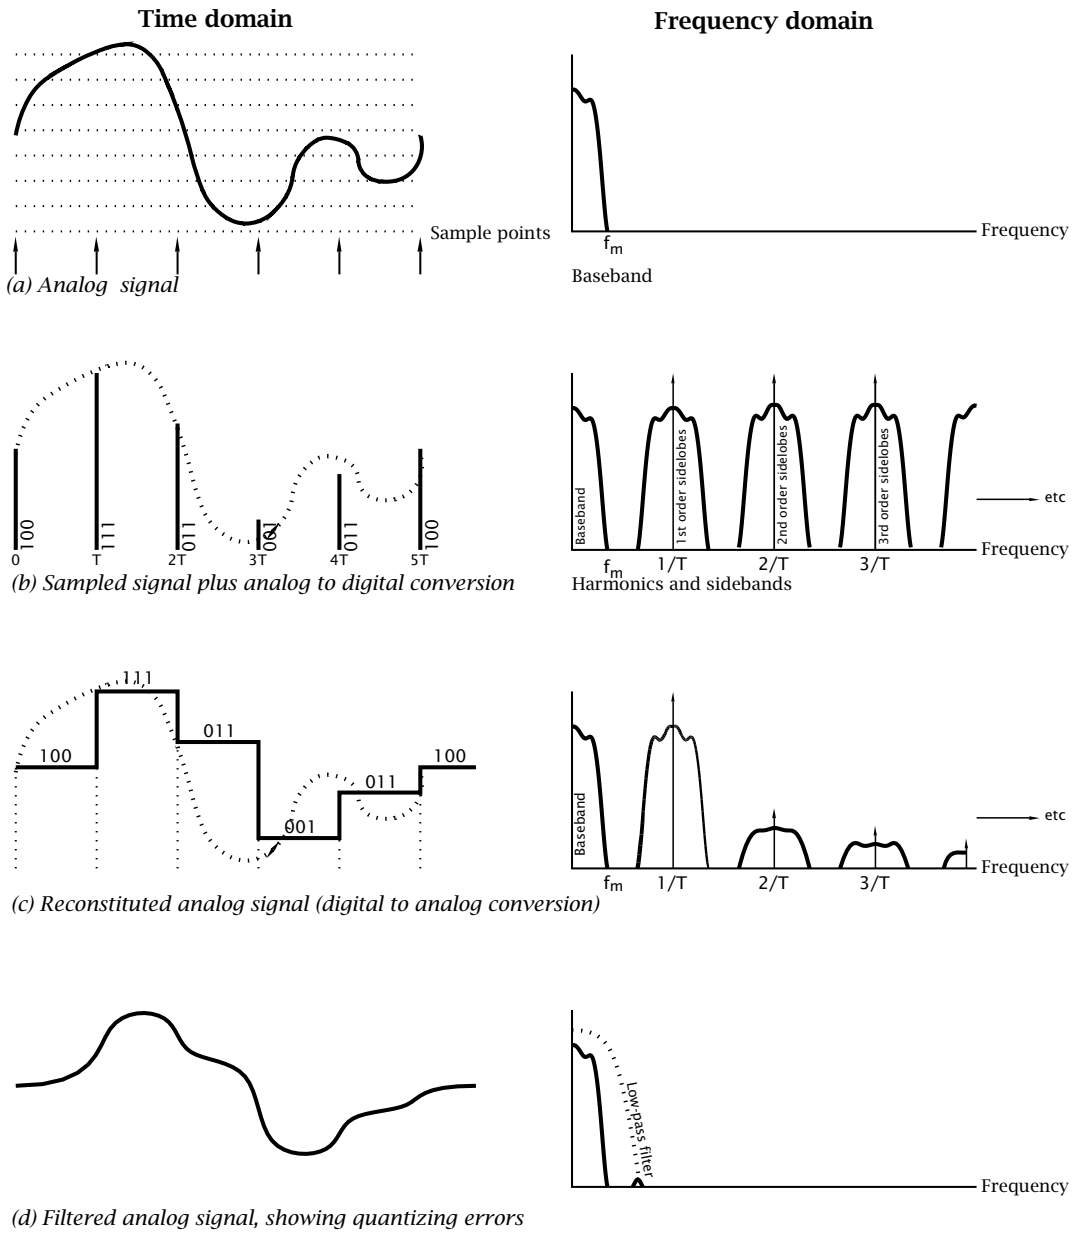 Time domain
Frequency domain
Sample points
(a) Analog signal
Frequency
fm
Baseband
100
111
011
001
011
100
0
T
2T
3T
4T
5T
(b) Sampled signal plus analog to digital conversion
Baseband
1st order sidelobes
2nd order sidelobes
3rd order sidelobes
etc
Frequency
fm
1/T
2/T
3/T
Harmonics and sidebands
100
111
011
001
011
100
(c) Reconstituted analog signal (digital to analog conversion)
Baseband
etc
Frequency
fm
1/T
2/T
3/T
Low-pass filter
Frequency
(d) Filtered analog signal, showing quantizing errors